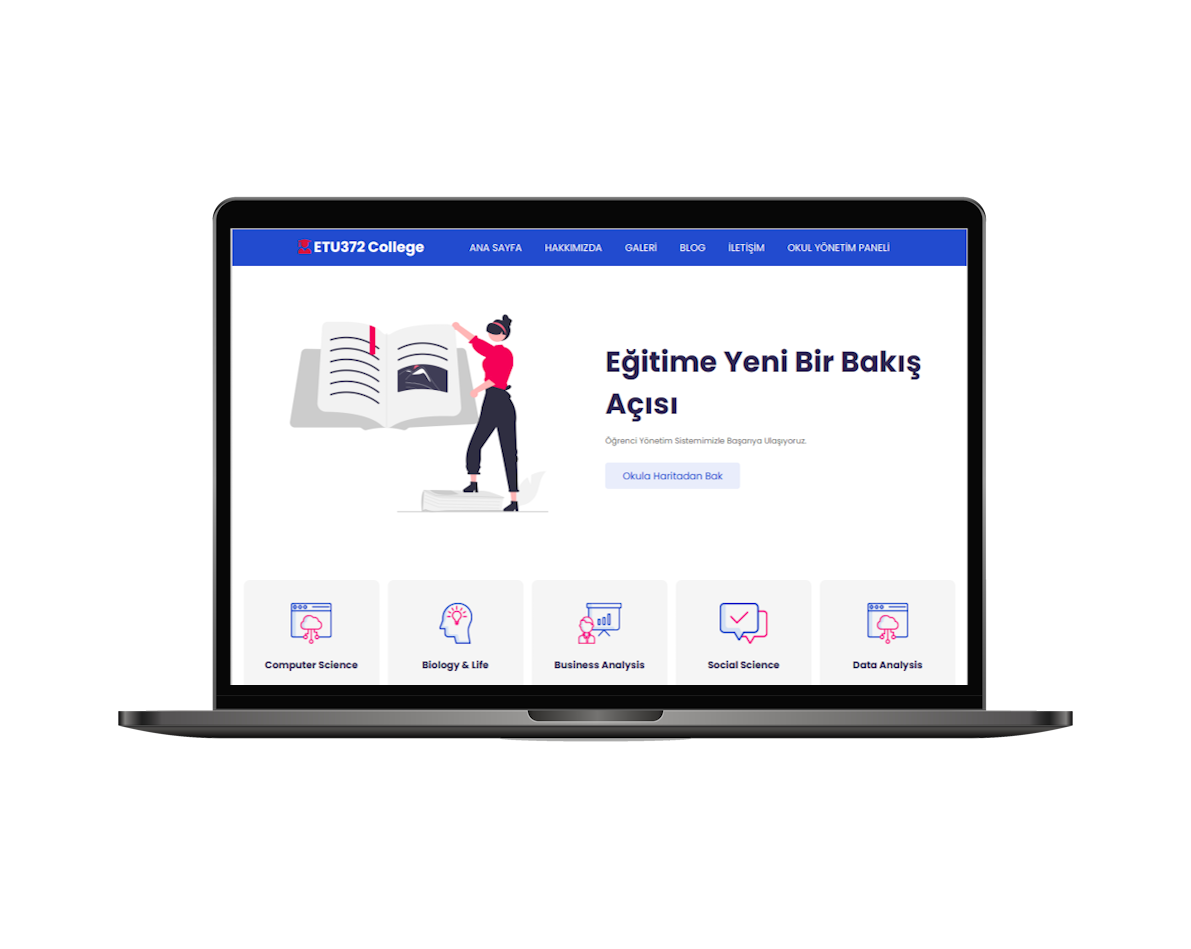 ETU372 College
ANA SAYFA HAKKIMIZDA GALERİ BLOG İLETİŞİM OKUL YÖNETİM PANELİ
Eğitime Yeni Bir Bakış
Açısı
Öğrenci Yönetim Sistemimizle Başarıya Ulaşıyoruz.
Okula Haritadan Bak
Computer Science
Biology & Life
Business Analysis
Social Science
Data Analysis